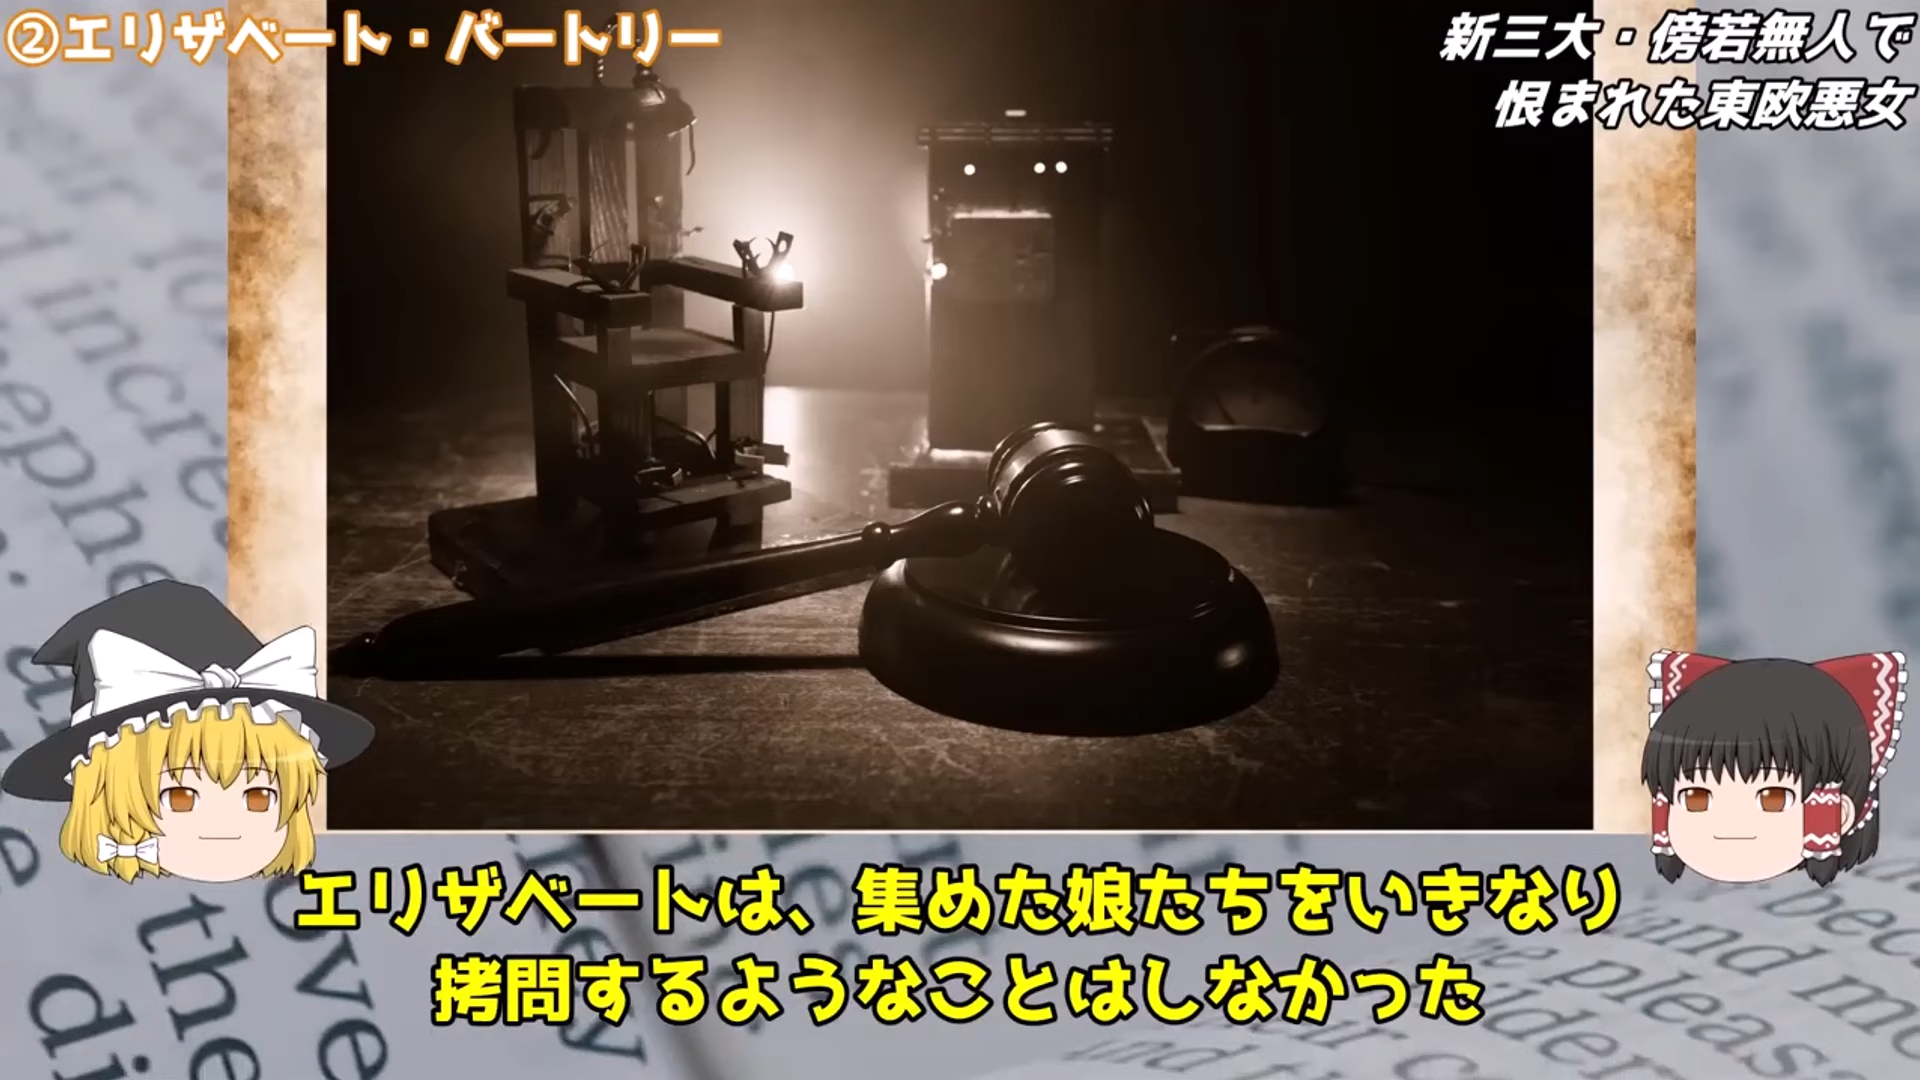 ②エリザベート・バートリー
新三大・傍若無人で
恨まれた東欧悪女
エリザベートは、集めた娘たちをいきなり
拷問するようなことはしなかった